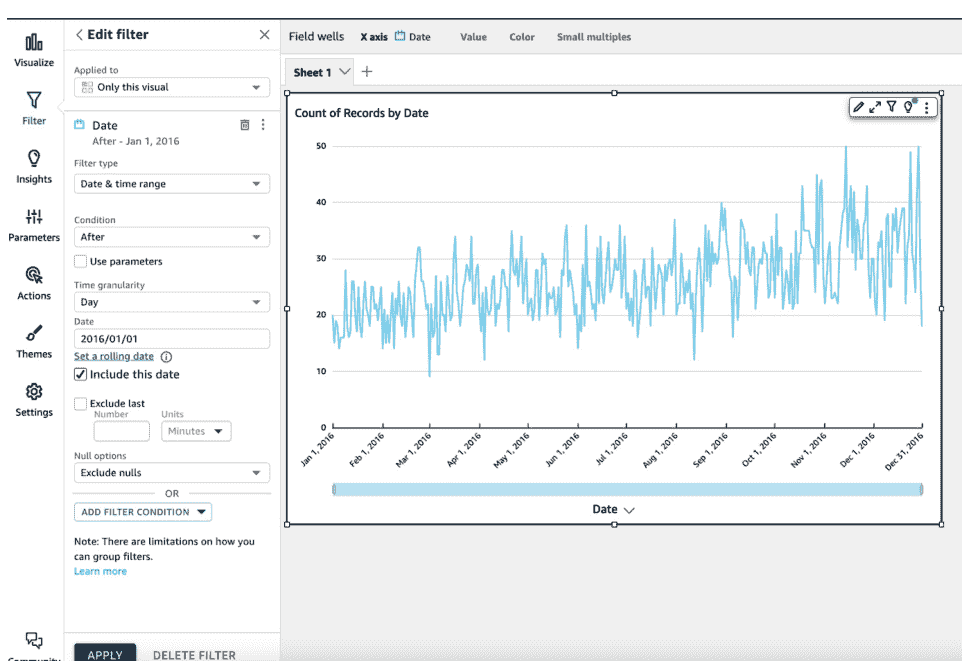 Visualize
Filter
Insights
Parameters
Actions
Themes
Settings
Community
Edit filter
Applied to
Only this visual
Date
After - Jan 1, 2016
Filter type
Date & time range
Condition
After
Use parameters
Time granularity
Day
Date
2016/01/01
Set a rolling date
Include this date
Exclude last
Number Units
Minutes
Null options
Exclude nulls
OR
ADD FILTER CONDITION
Note: There are limitations on how you
can group filters.
Learn more
APPLY DELETE FILTER
Field wells X axis Date Value Color Small multiples
Sheet 1
Count of Records by Date
50
40
30
20
10
0
Jan 1, 2016 Feb 1, 2016 Mar 1, 2016 Apr 1, 2016 May 1, 2016 Jun 1, 2016 Jul 1, 2016 Aug 1, 2016 Sep 1, 2016 Oct 1, 2016 Nov 1, 2016 Dec 1, 2016 Dec 31, 2016
Date